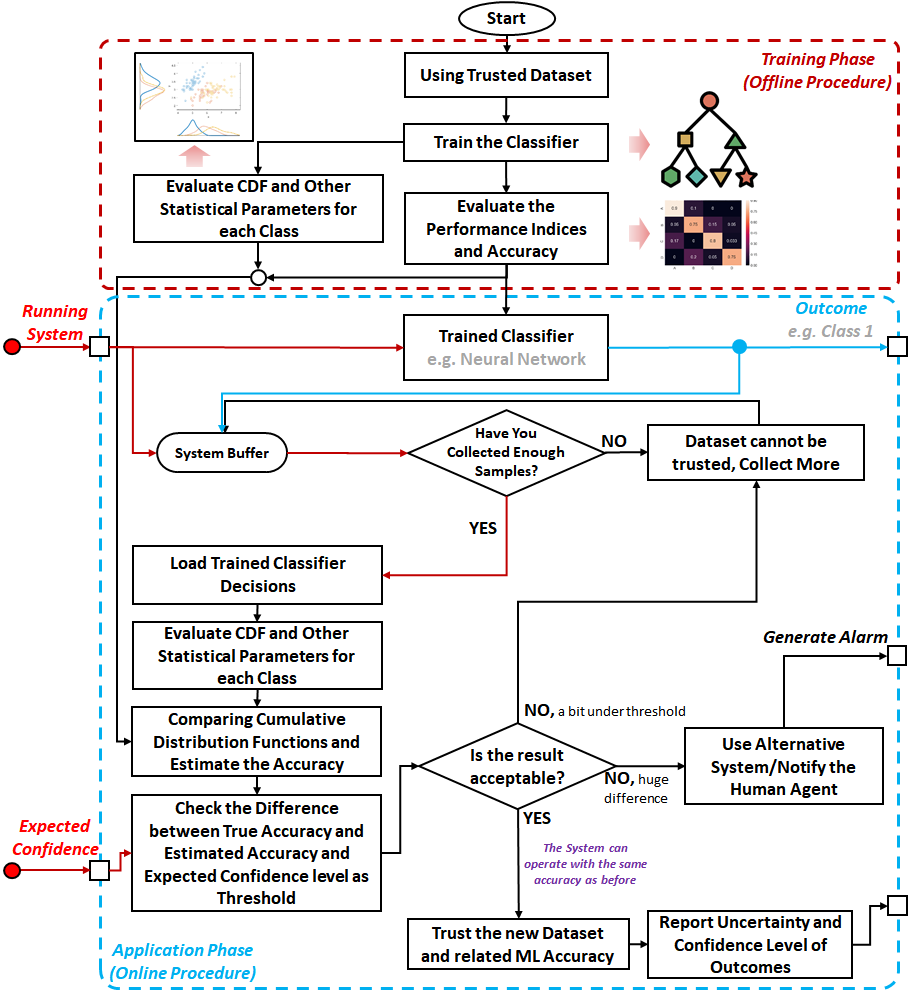 Start
Training Phase
(Offline Procedure)
Using Trusted Dataset
Train the Classifier
Evaluate CDF and Other
Statistical Parameters for
each Class
Evaluate the
Performance Indices
and Accuracy
Running
System
Outcome
e.g. Class 1
Trained Classifier
e.g. Neural Network
System Buffer
Have You
Collected Enough
Samples?
NO
Dataset cannot be
trusted, Collect More
YES
Load Trained Classifier
Decisions
Evaluate CDF and Other
Statistical Parameters for
each Class
Generate Alarm
Comparing Cumulative
Distribution Functions and
Estimate the Accuracy
NO, a bit under threshold
Is the result
acceptable?
NO, huge
difference
Use Alternative
System/Notify the
Human Agent
Expected
Confidence
Check the Difference
between True Accuracy and
Estimated Accuracy and
Expected Confidence level as
Threshold
YES
The System can
operate with the same
accuracy as before
Trust the new Dataset
and related ML Accuracy
Report Uncertainty and
Confidence Level of
Outcomes
Application Phase
(Online Procedure)